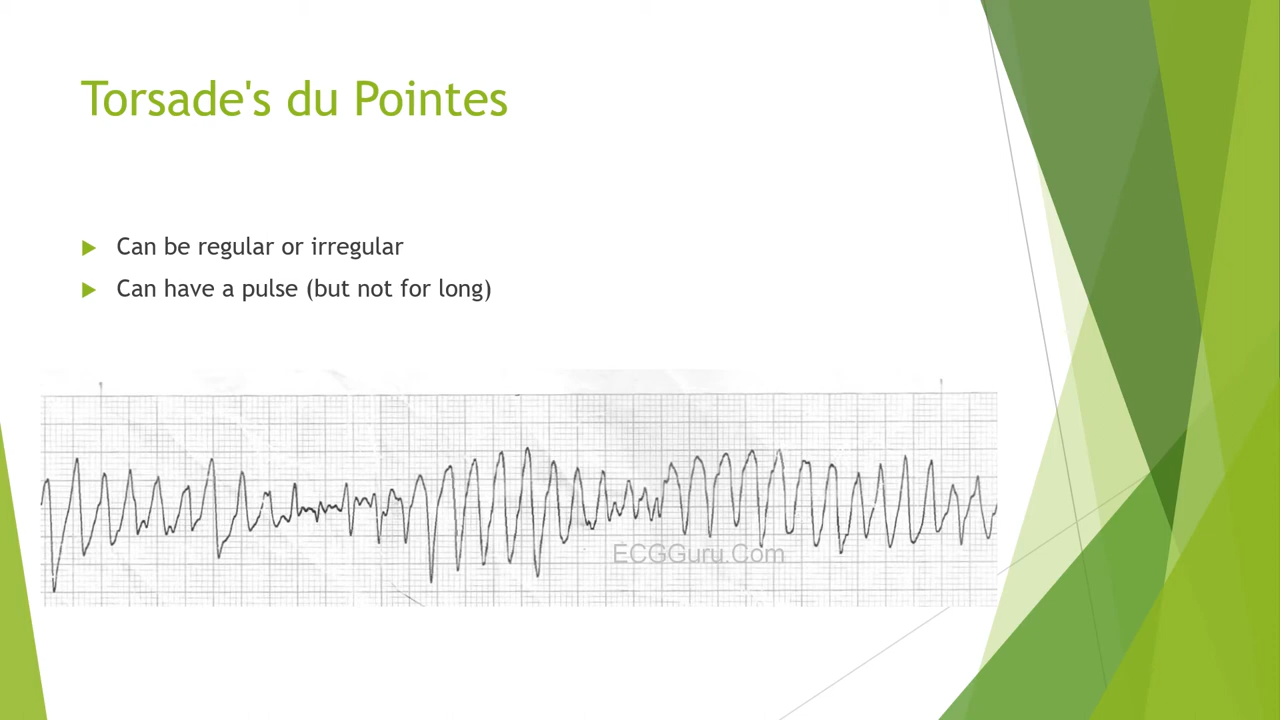 Torsade's du Pointes
Can be regular or irregular
Can have a pulse (but not for long)
ECGGuru.Com